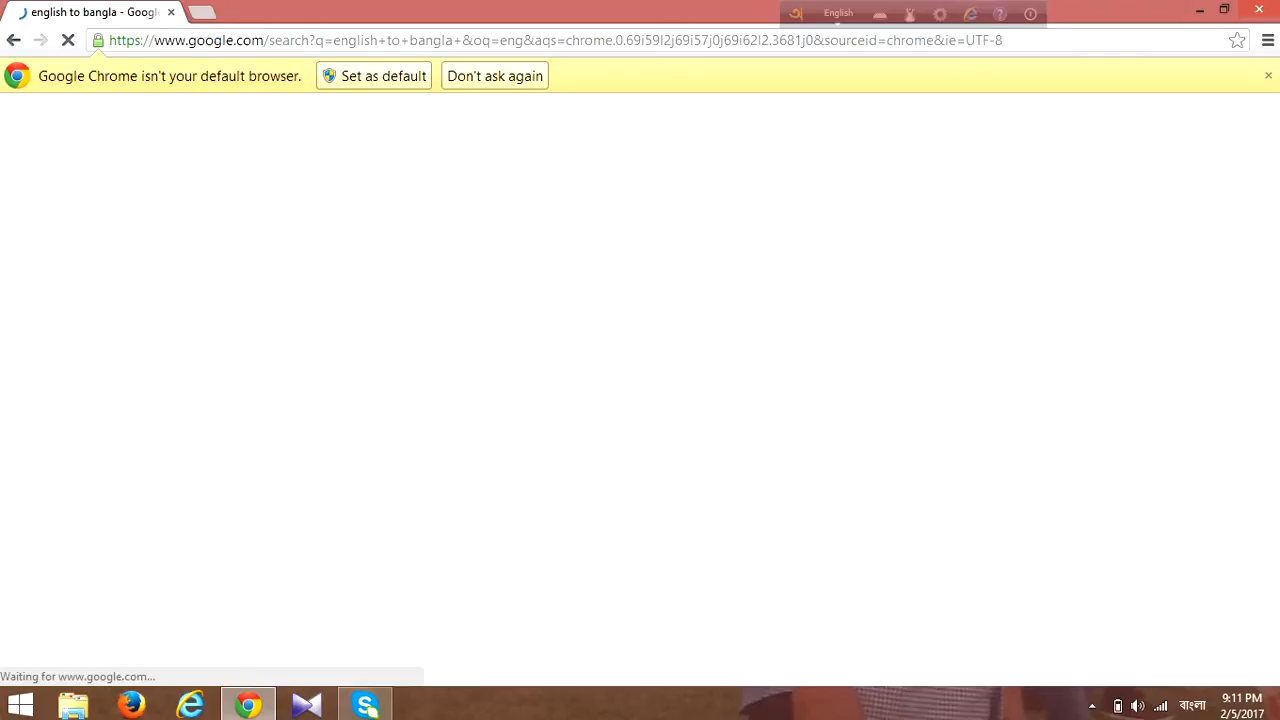 english to bangla - Googl
English
https://www.google.com/search?q=english+to+bangla+&oq=eng&aqs=chrome.0.69i59l2j69i57j0j69i62l2.3681j0&sourceid=chrome&ie=UTF-8
Google Chrome isn't your default browser.
Set as default
Don't ask again
Waiting for www.google.com...
বাংলা
9:11 PM
2/5/2017